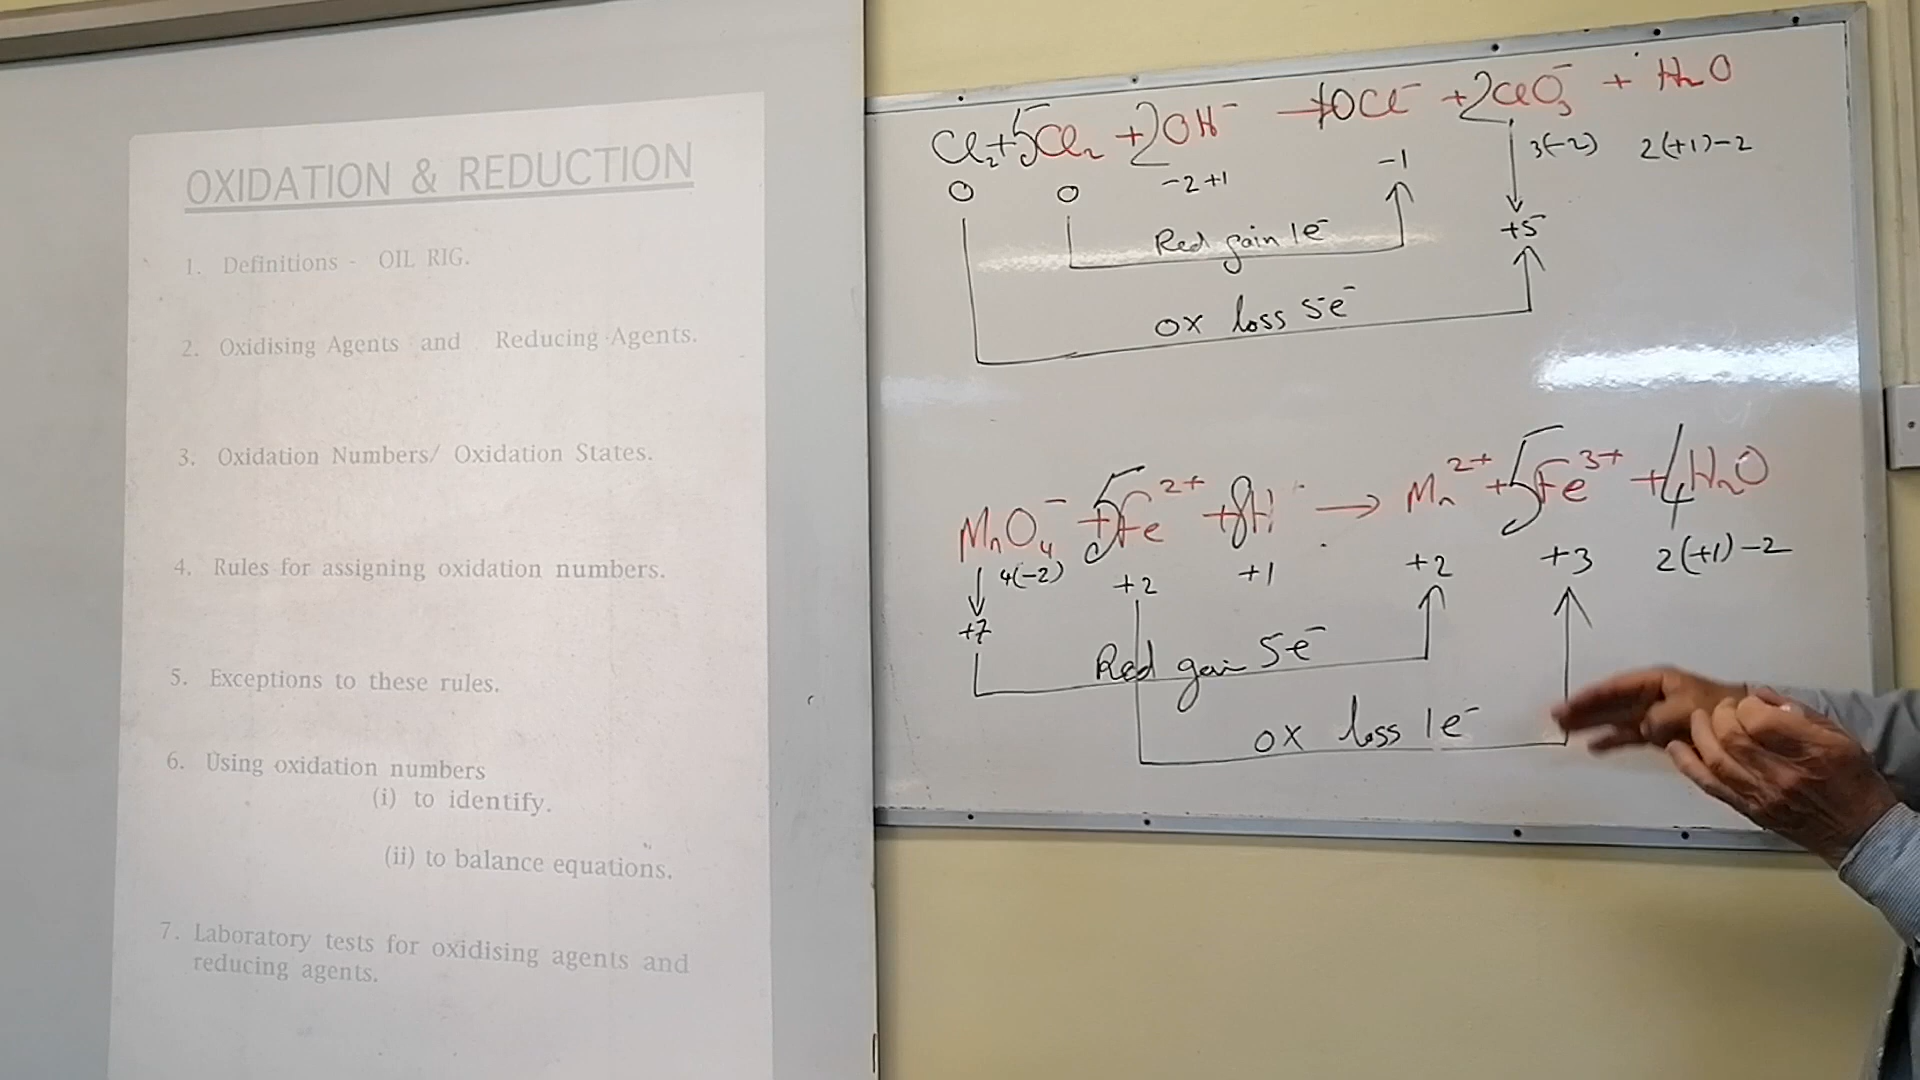 OXIDATION & REDUCTION
1. Definitions - OIL RIG.
2. Oxidising Agents and Reducing Agents.
3. Oxidation Numbers/ Oxidation States.
4. Rules for assigning oxidation numbers.
5. Exceptions to these rules.
6. Using oxidation numbers
(i) to identify.
(ii) to balance equations.
7. Laboratory tests for oxidising agents and
reducing agents.
Cl₂+5Cl₂ +2OH⁻ →10Cl⁻ +2ClO₃⁻ + H₂O
0 0 -2+1 -1 3(-2) 2(+1)-2
+5
Red gain 1e⁻
ox loss 5e⁻
MnO₄⁻ +5Fe²⁺ +8H → Mn²⁺ +5Fe³⁺ +4H₂O
4(-2) +2 +1 +2 +3 2(+1)-2
+7
Red gain 5e⁻
ox loss 1e⁻